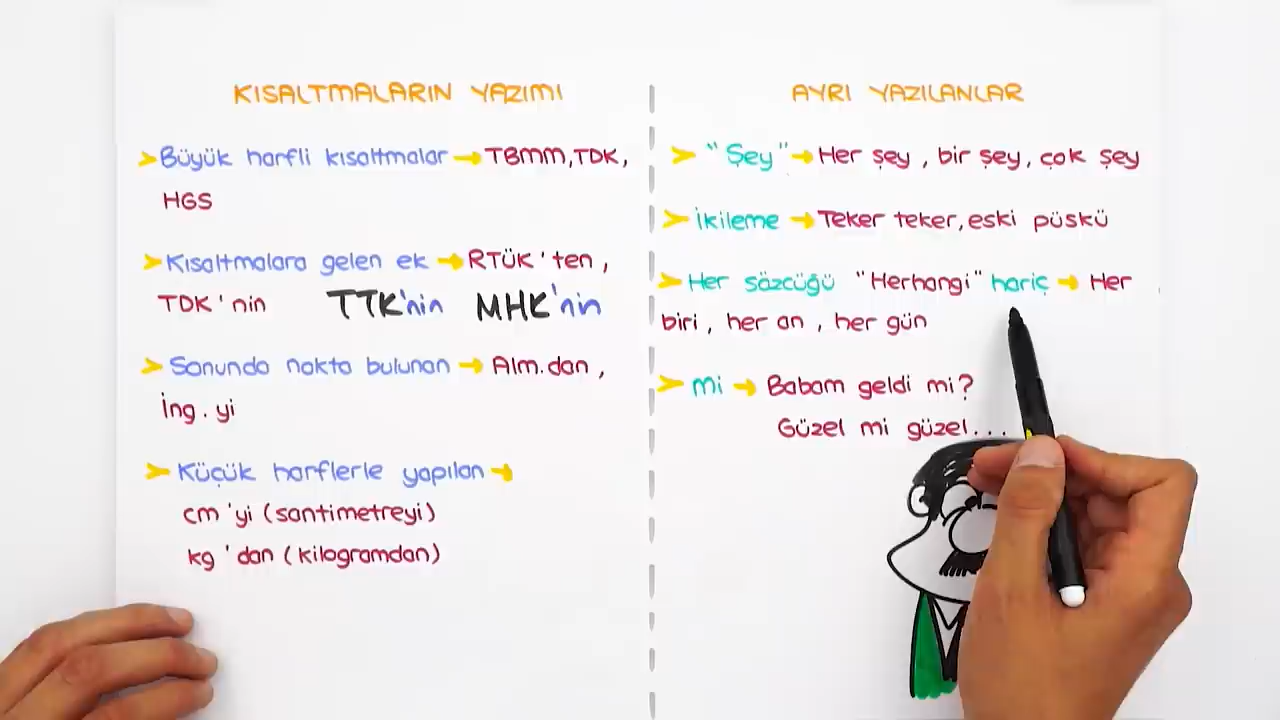 KISALTMALARIN YAZIMI
➤Büyük harfli kısaltmalar → TBMM, TDK,
HGS
➤Kısaltmalara gelen ek → RTÜK'ten,
TDK'nin TTK'nin MHK'nin
➤Sonunda nokta bulunan → Alm.dan,
İng.yi
➤Küçük harflerle yapılan →
cm'yi (santimetreyi)
kg'dan (kilogramdan)
AYRI YAZILANLAR
➤"Şey" → Her şey, bir şey, çok şey
➤İkileme → Teker teker, eski püskü
➤Her sözcüğü "Herhangi" hariç → Her
biri, her an, her gün
➤mi → Babam geldi mi?
Güzel mi güzel...